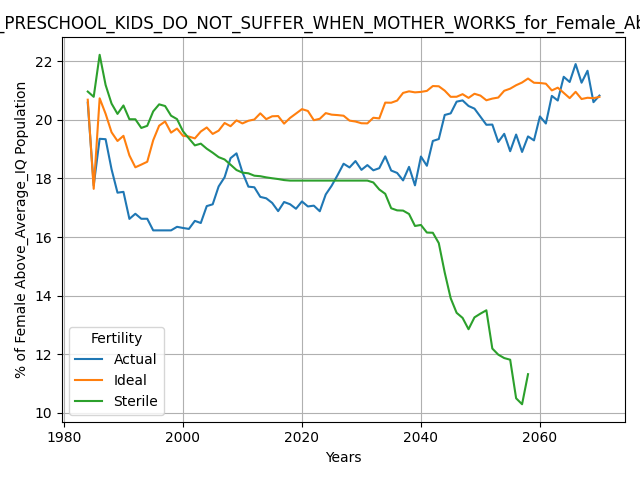 _PRESCHOOL_KIDS_DO_NOT_SUFFER_WHEN_MOTHER_WORKS_for_Female_Ab
% of Female Above_Average_IQ Population
22
20
18
16
14
12
10
Fertility
Actual
Ideal
Sterile
1980
2000
2020
2040
2060
Years